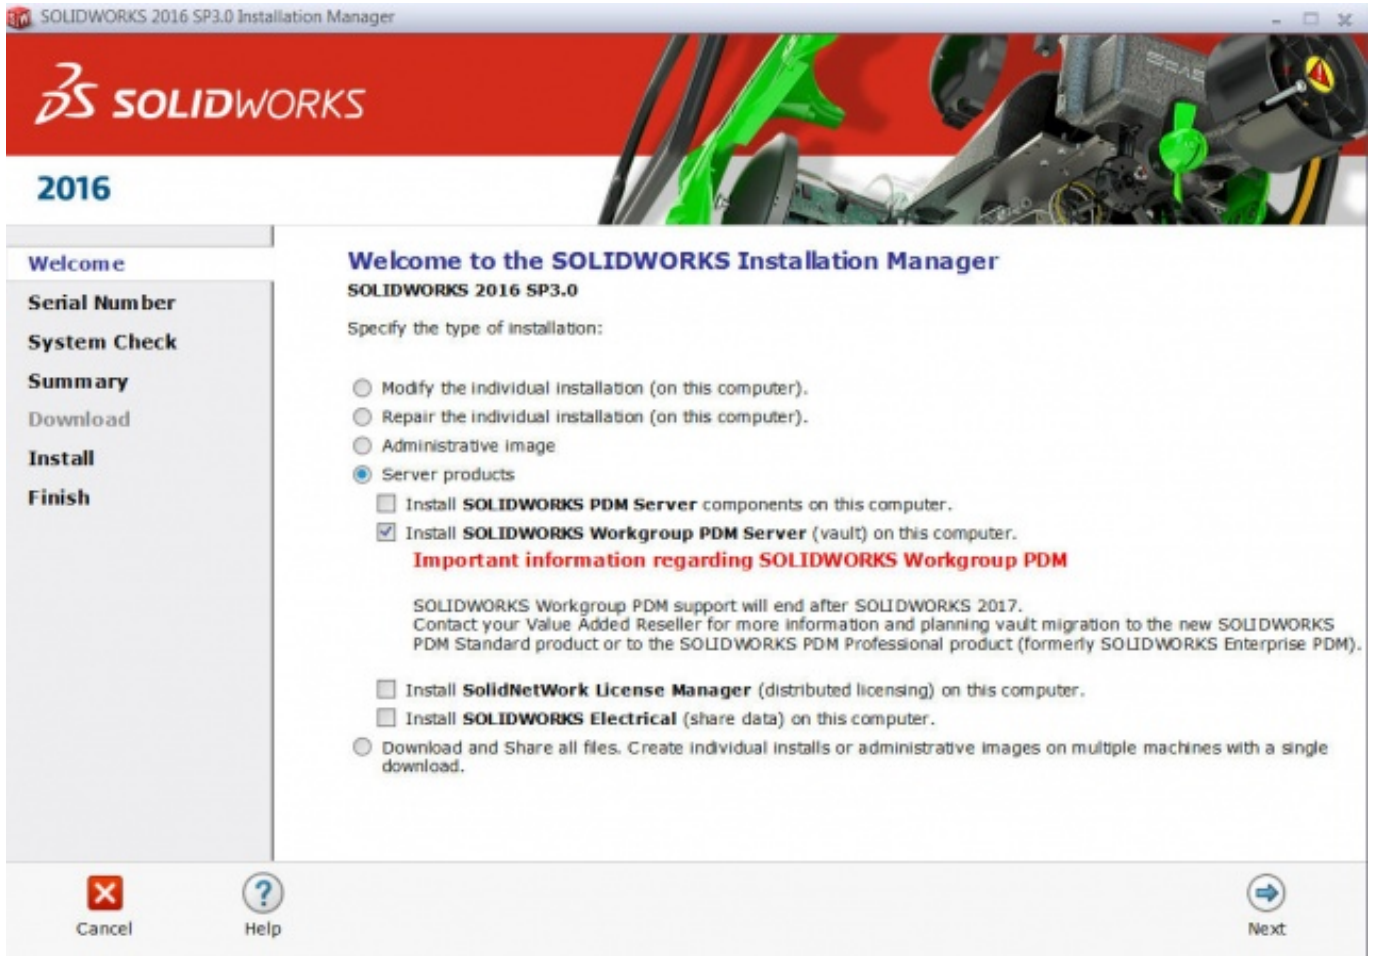 SOLIDWORKS 2016 SP3.0 Installation Manager
SOLIDWORKS
2016
Welcome
Serial Number
System Check
Summary
Download
Install
Finish
Welcome to the SOLIDWORKS Installation Manager
SOLIDWORKS 2016 SP3.0
Specify the type of installation:
Modify the individual installation (on this computer).
Repair the individual installation (on this computer).
Administrative image
Server products
Install SOLIDWORKS PDM Server components on this computer.
Install SOLIDWORKS Workgroup PDM Server (vault) on this computer.
Important information regarding SOLIDWORKS Workgroup PDM
SOLIDWORKS Workgroup PDM support will end after SOLIDWORKS 2017.
Contact your Value Added Reseller for more information and planning vault migration to the new SOLIDWORKS
PDM Standard product or to the SOLIDWORKS PDM Professional product (formerly SOLIDWORKS Enterprise PDM).
Install SolidNetWork License Manager (distributed licensing) on this computer.
Install SOLIDWORKS Electrical (share data) on this computer.
Download and Share all files. Create individual installs or administrative images on multiple machines with a single
download.
Cancel
Help
Next